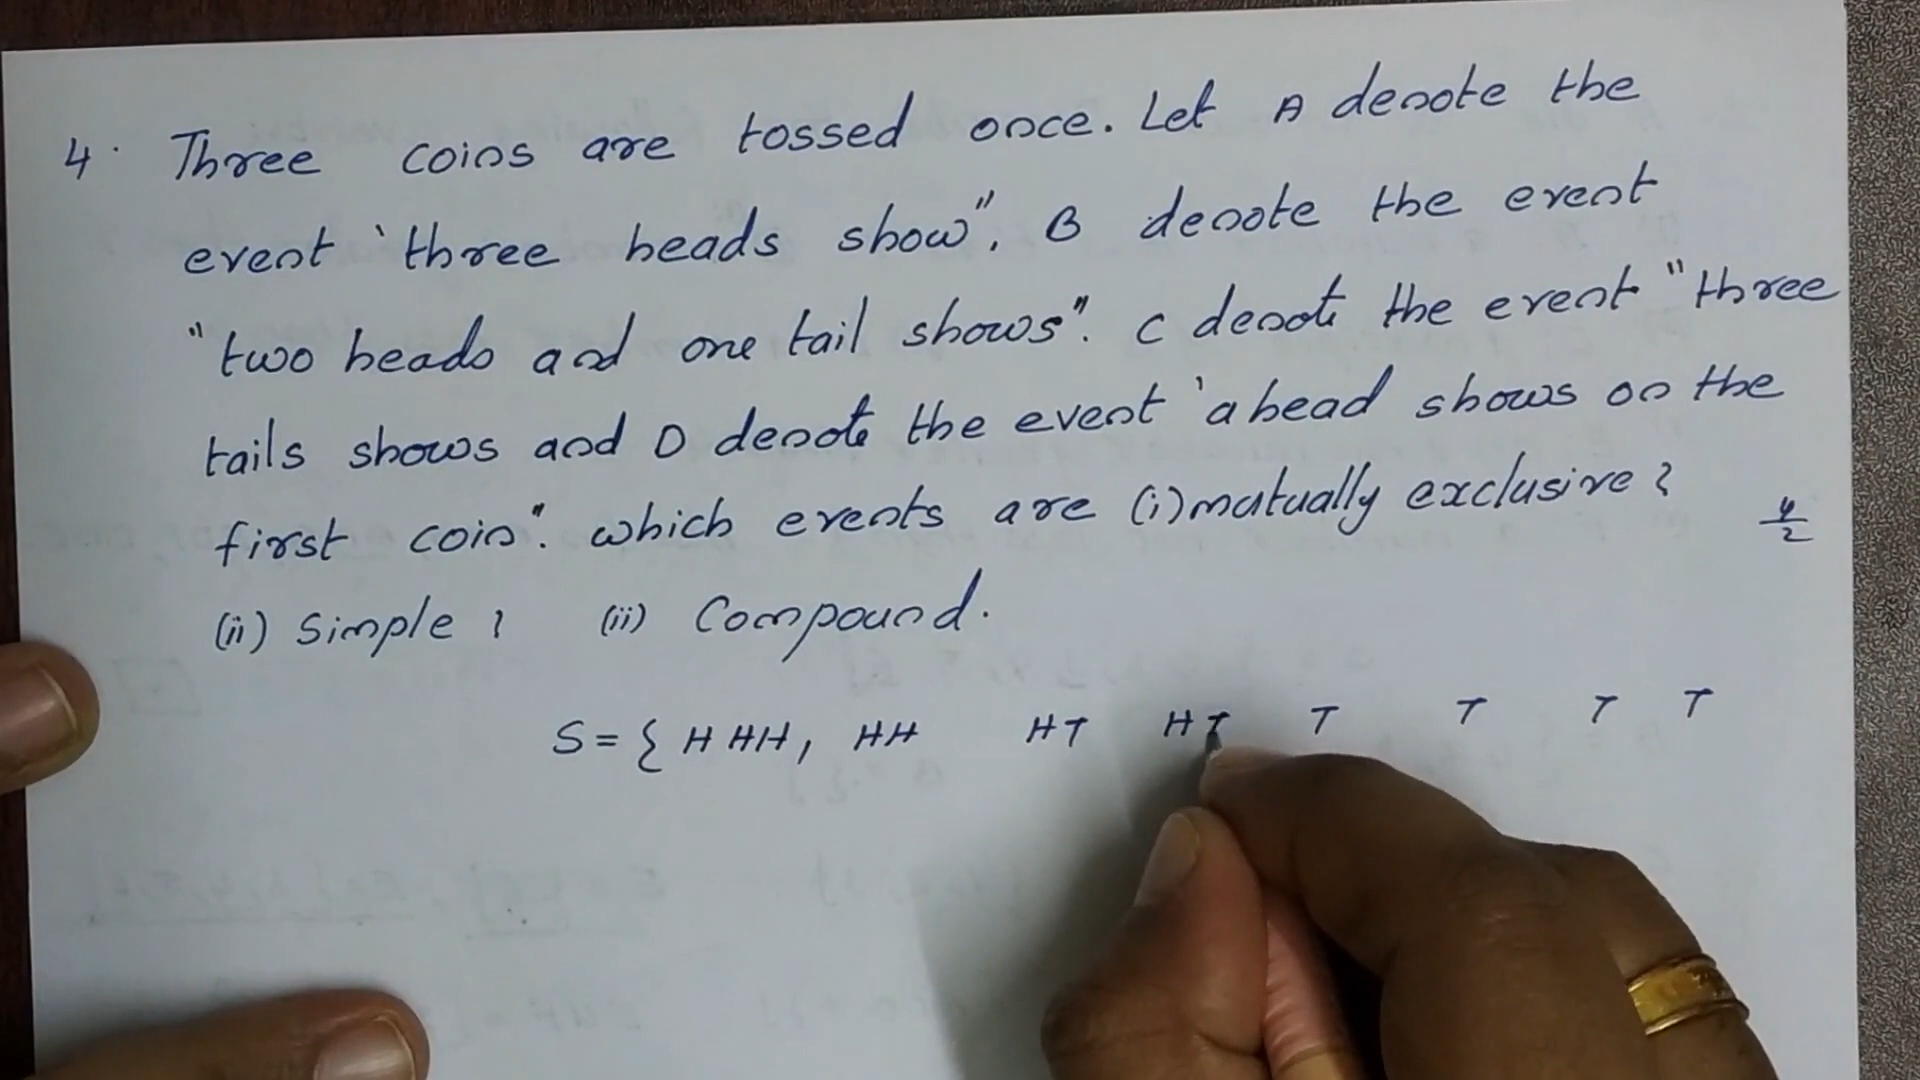 4. Three coins are tossed once. Let A denote the
event 'three heads show". B denote the event
"two heads and one tail shows". C denote the event "three
tails shows and D denote the event 'a head shows on the
first coin". which events are (i) mutually exclusive?
(ii) Simple? (iii) Compound.
4/2
S = { H HH, HH HT HT T T T T